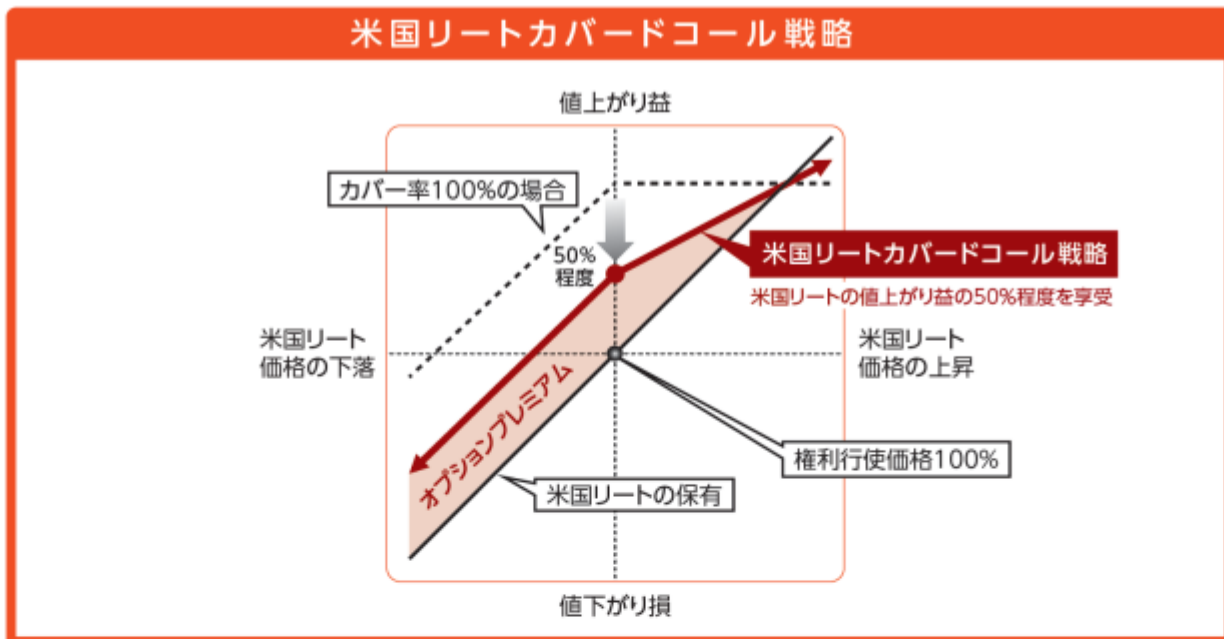 米国リートカバードコール戦略
値上がり益
カバー率100%の場合
50%
程度
米国リートカバードコール戦略
米国リートの値上がり益の50%程度を享受
米国リート
価格の下落
米国リート
価格の上昇
オプションプレミアム
権利行使価格100%
米国リートの保有
値下がり損